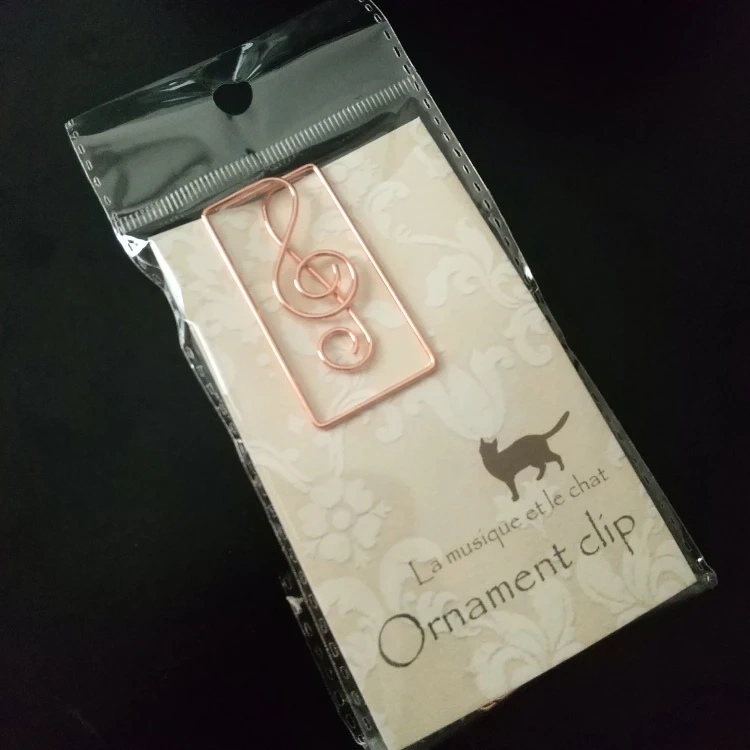 La musique et le chat
Ornament clip